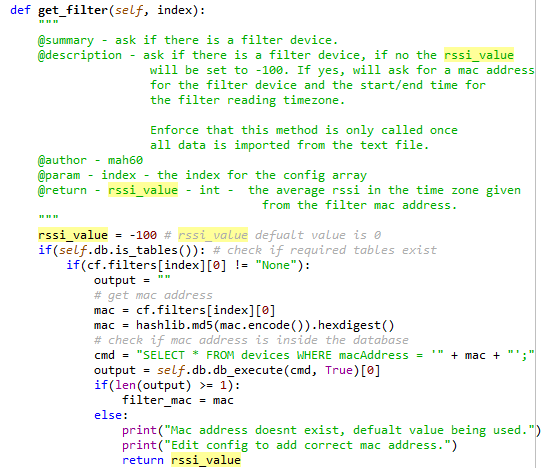 def get_filter(self, index):
"""
@summary - ask if there is a filter device.
@description - ask if there is a filter device, if no the rssi_value
will be set to -100. If yes, will ask for a mac address
for the filter device and the start/end time for
the filter reading timezone.
Enforce that this method is only called once
all data is imported from the text file.
@author - mah60
@param - index - the index for the config array
@return - rssi_value - int -  the average rssi in the time zone given
from the filter mac address.
"""
rssi_value = -100 # rssi_value defualt value is 0
if(self.db.is_tables()): # check if required tables exist
if(cf.filters[index][0] != "None"):
output = ""
# get mac address
mac = cf.filters[index][0]
mac = hashlib.md5(mac.encode()).hexdigest()
# check if mac address is inside the database
cmd = "SELECT * FROM devices WHERE macAddress = '" + mac + "';"
output = self.db.db_execute(cmd, True)[0]
if(len(output) >= 1):
filter_mac = mac
else:
print("Mac address doesnt exist, defualt value being used.")
print("Edit config to add correct mac address.")
return rssi_value